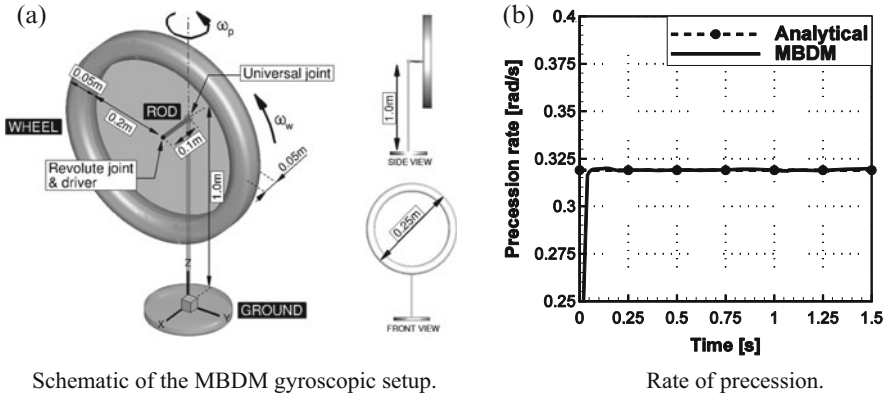 (a)
ω_p
Universal joint
0.05m
ROD
0.2m
WHEEL
ω_w
0.1m
Revolute joint
& driver
0.05m
1.0m
Z
X
Y
GROUND
1.0m
SIDE VIEW
0.25m
FRONT VIEW
Schematic of the MBDM gyroscopic setup.
(b)
Analytical
MBDM
Precession rate [rad/s]
0.4
0.375
0.35
0.325
0.3
0.275
0.25
0 0.25 0.5 0.75 1 1.25 1.5
Time [s]
Rate of precession.